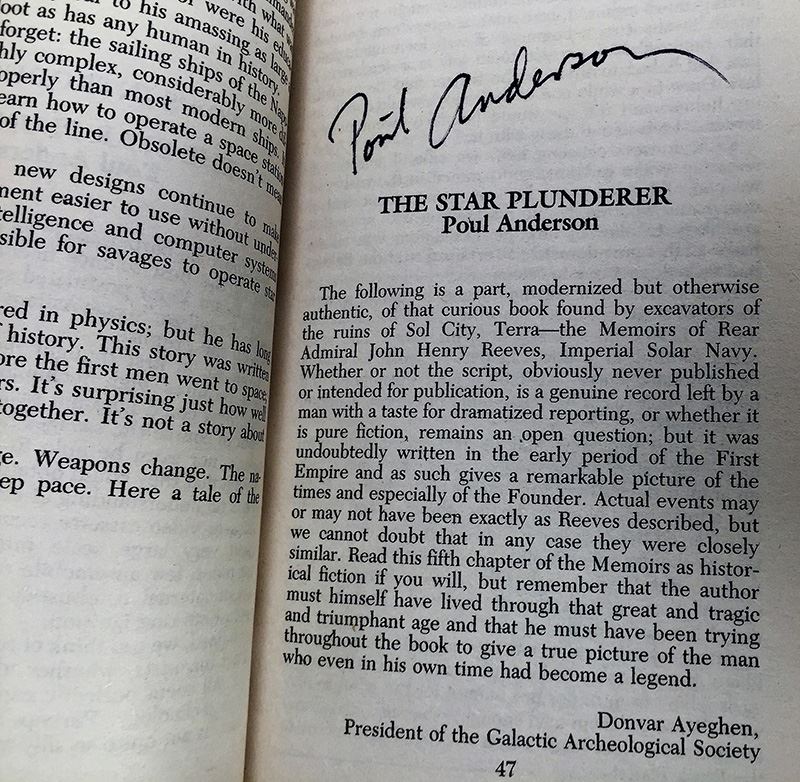 to his amassing as large
loot as has any human in history.
forget: the sailing ships of the
complex, considerably more
than most modern ships.
how to operate a space station
of the line. Obsolete doesn't mean
new designs continue to make
easier to use without under
and computer systems
for savages to operate star
in physics; but he has long
history. This story was written
the first men went to space,
It's surprising just how well
together. It's not a story about
Weapons change. The na-
pace. Here a tale of the
Poul Anderson
THE STAR PLUNDERER
Poul Anderson
The following is a part, modernized but otherwise
authentic, of that curious book found by excavators of
the ruins of Sol City, Terra—the Memoirs of Rear
Admiral John Henry Reeves, Imperial Solar Navy.
Whether or not the script, obviously never published
or intended for publication, is a genuine record left by a
man with a taste for dramatized reporting, or whether it
is pure fiction, remains an open question; but it was
undoubtedly written in the early period of the First
Empire and as such gives a remarkable picture of the
times and especially of the Founder. Actual events may
or may not have been exactly as Reeves described, but
we cannot doubt that in any case they were closely
similar. Read this fifth chapter of the Memoirs as histor-
ical fiction if you will, but remember that the author
must himself have lived through that great and tragic
and triumphant age and that he must have been trying
throughout the book to give a true picture of the man
who even in his own time had become a legend.
Donvar Ayeghen,
President of the Galactic Archeological Society
47